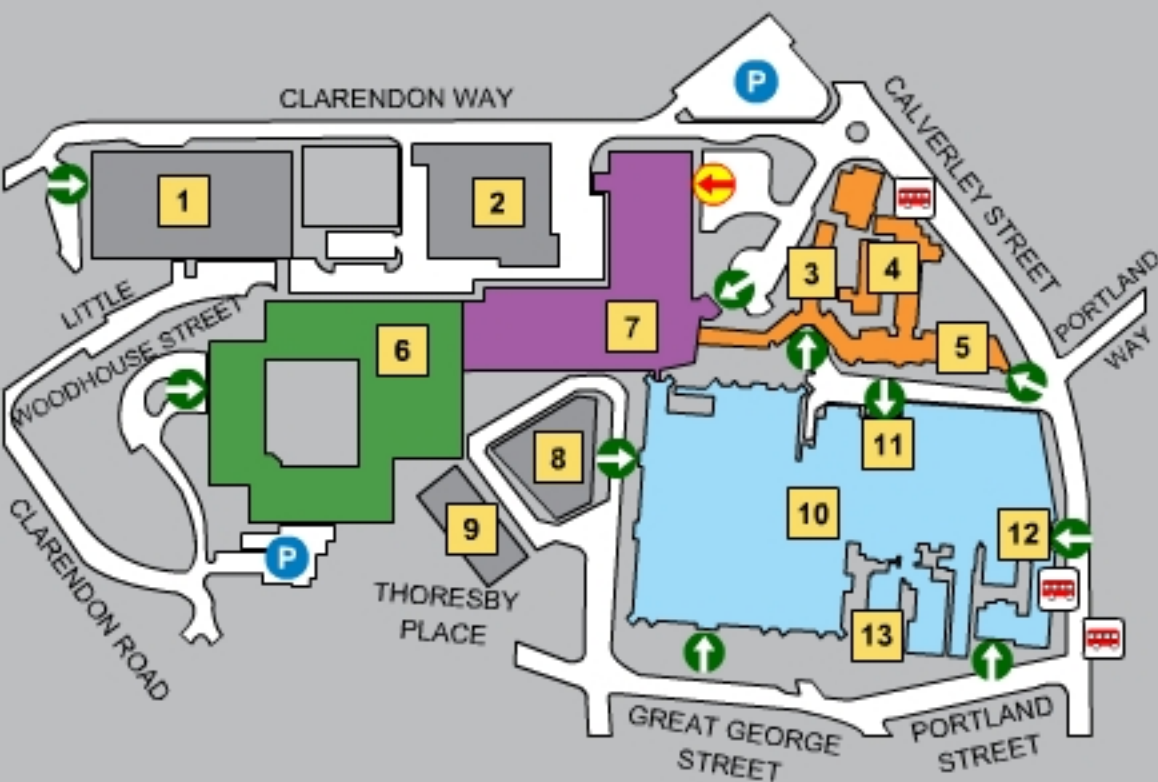 CLARENDON WAY
P
CALVERLEY STREET
1
2
3
4
PORTLAND
WAY
LITTLE
WOODHOUSE STREET
6
7
5
8
11
10
9
12
P
CLARENDON ROAD
THORESBY
PLACE
13
GREAT GEORGE
STREET
PORTLAND
STREET